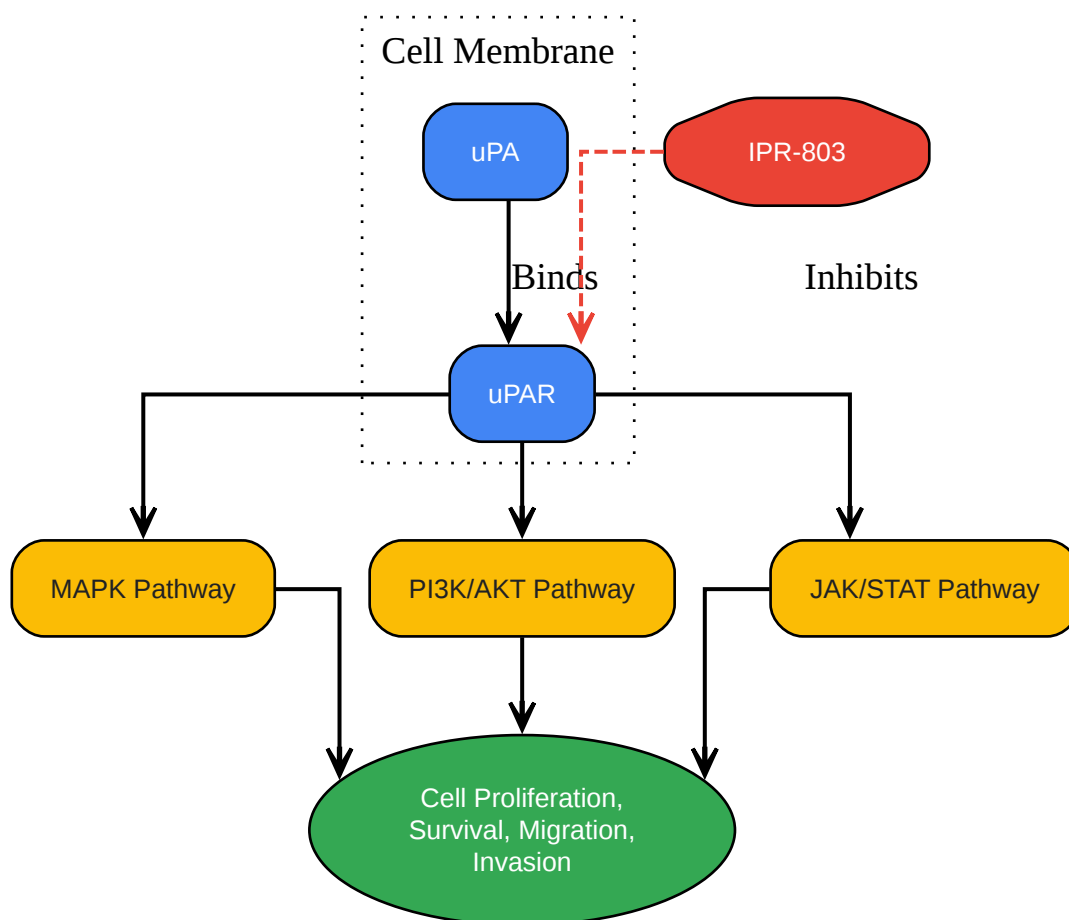 Cell Membrane
uPA
IPR-803
Binds
Inhibits
uPAR
MAPK Pathway
PI3K/AKT Pathway
JAK/STAT Pathway
Cell Proliferation,
Survival, Migration,
Invasion